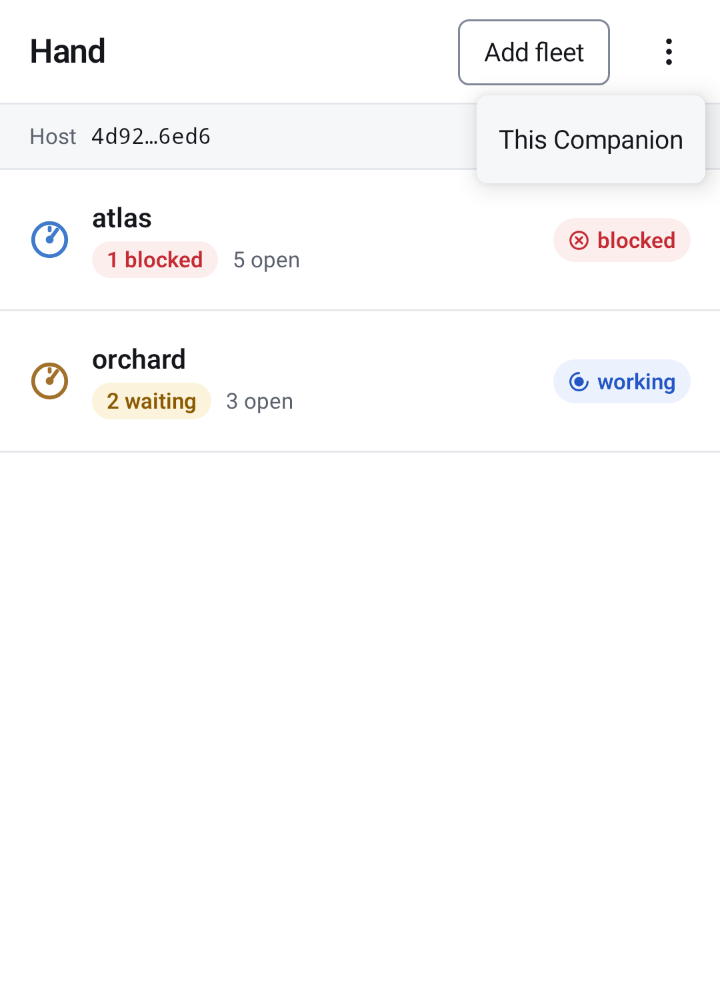 Hand
Add fleet
Host 4d92…6ed6
This Companion
atlas
1 blocked 5 open
blocked
orchard
2 waiting 3 open
working